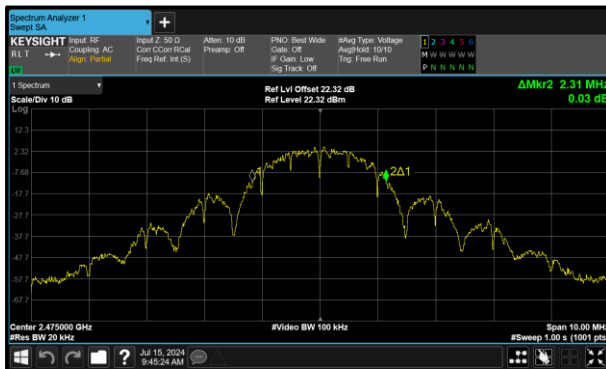 Spectrum Analyzer 1
Swept SA
KEYSIGHT
RLT
Input: RF
Coupling: AC
Align: Partial
Input Z: 50 Ω
Corr CCorr RCal
Freq Ref: Int (S)
Atten: 10 dB
Preamp: Off
PNO: Best Wide
Gate: Off
IF Gain: Low
Sig Track: Off
#Avg Type: Voltage
Avg|Hold: 10/10
Trig: Free Run
1 2 3 4 5 6
M W W W W W
P N N N N N
1 Spectrum
Scale/Div 10 dB
Log
Ref Lvl Offset 22.32 dB
Ref Level 22.32 dBm
ΔMkr2 2.31 MHz
0.03 dB
12.3
2.32
-7.68
-17.7
-27.7
-37.7
-47.7
-57.7
-67.7
2Δ1
Center 2.475000 GHz
#Res BW 20 kHz
#Video BW 100 kHz
Span 10.00 MHz
#Sweep 1.00 s (1001 pts)
?
Jul 15, 2024
9:45:24 AM